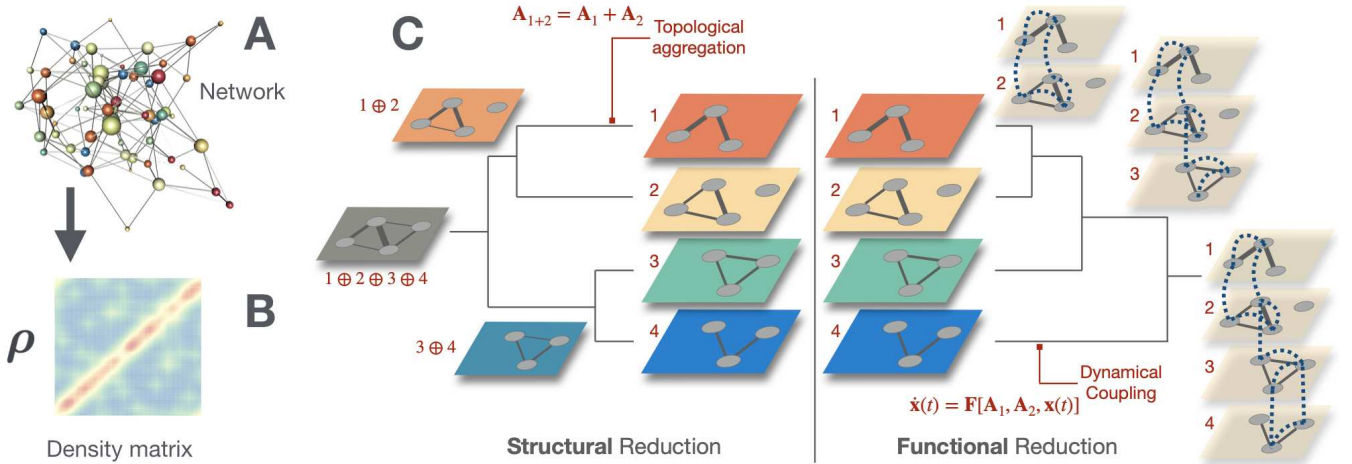 A
Network
ρ
B
Density matrix
C
𝐀₁₊₂ = 𝐀₁ + 𝐀₂
Topological
aggregation
1 ⊕ 2
1 ⊕ 2 ⊕ 3 ⊕ 4
3 ⊕ 4
1
2
3
4
Structural Reduction
1
2
3
4
1
2
1
2
3
1
2
3
4
Dynamical
Coupling
ẋ(t) = F[A₁, A₂, x(t)]
Functional Reduction